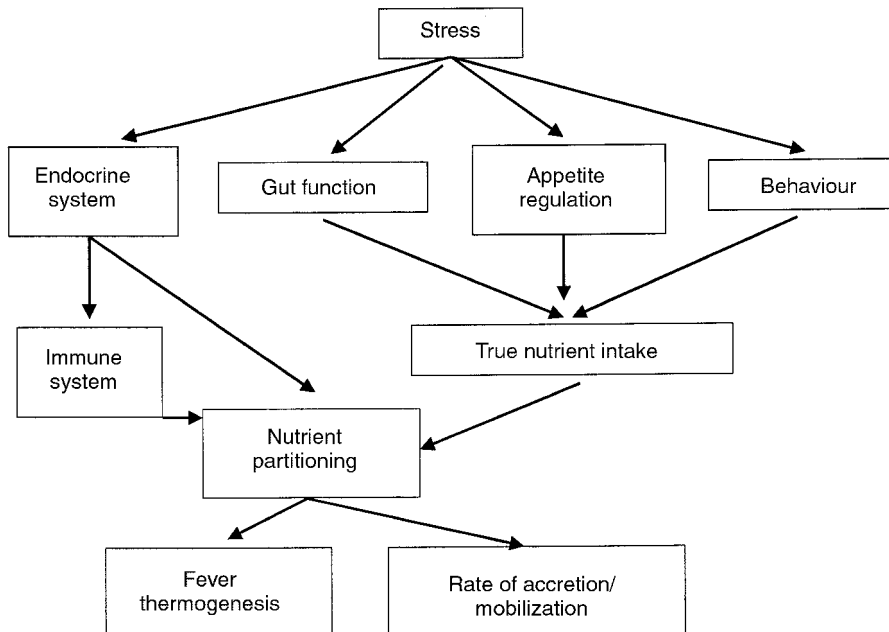 Stress
Endocrine
system
Gut function
Appetite
regulation
Behaviour
Immune
system
True nutrient intake
Nutrient
partitioning
Fever
thermogenesis
Rate of accretion/
mobilization